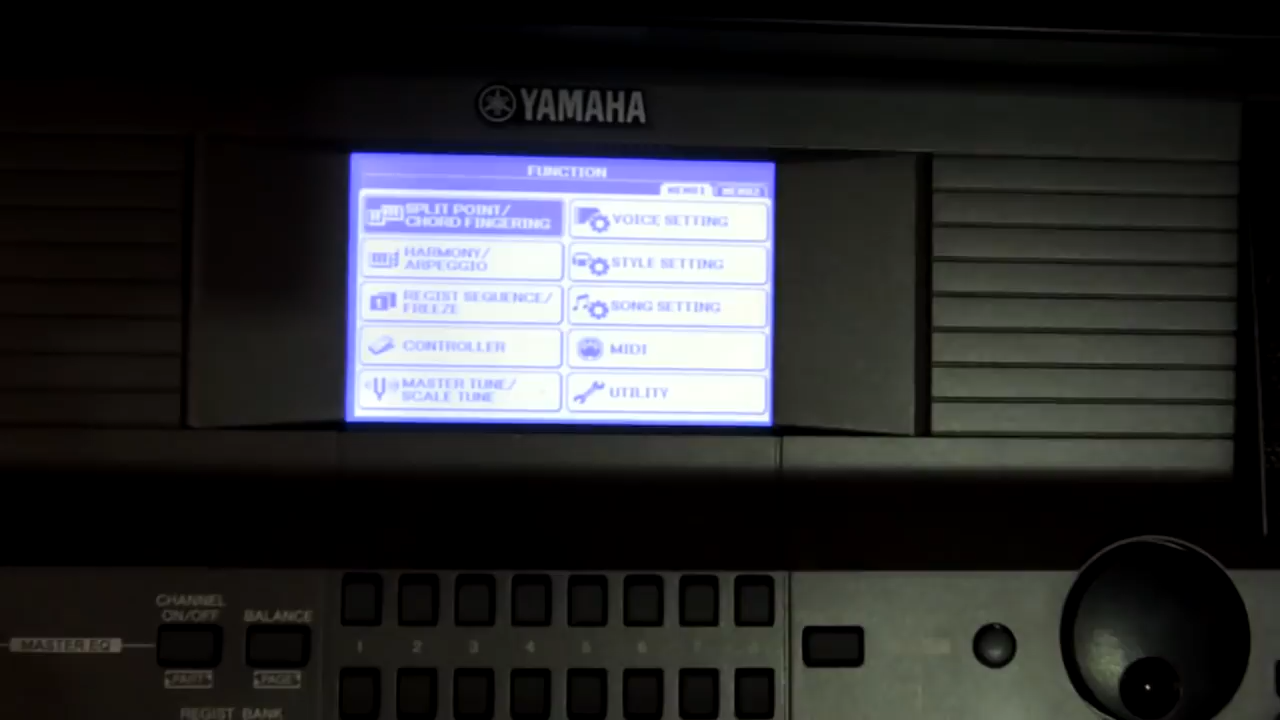 YAMAHA
FUNCTION
MENU1 MENU2
SPLIT POINT/
CHORD FINGERING
VOICE SETTING
HARMONY/
ARPEGGIO
STYLE SETTING
REGIST SEQUENCE/
FREEZE
SONG SETTING
CONTROLLER
MIDI
MASTER TUNE/
SCALE TUNE
UTILITY
CHANNEL
ON/OFF
BALANCE
MASTER EQ
1 2 3 4 5 6 7 8
PART
PAGE
REGIST BANK